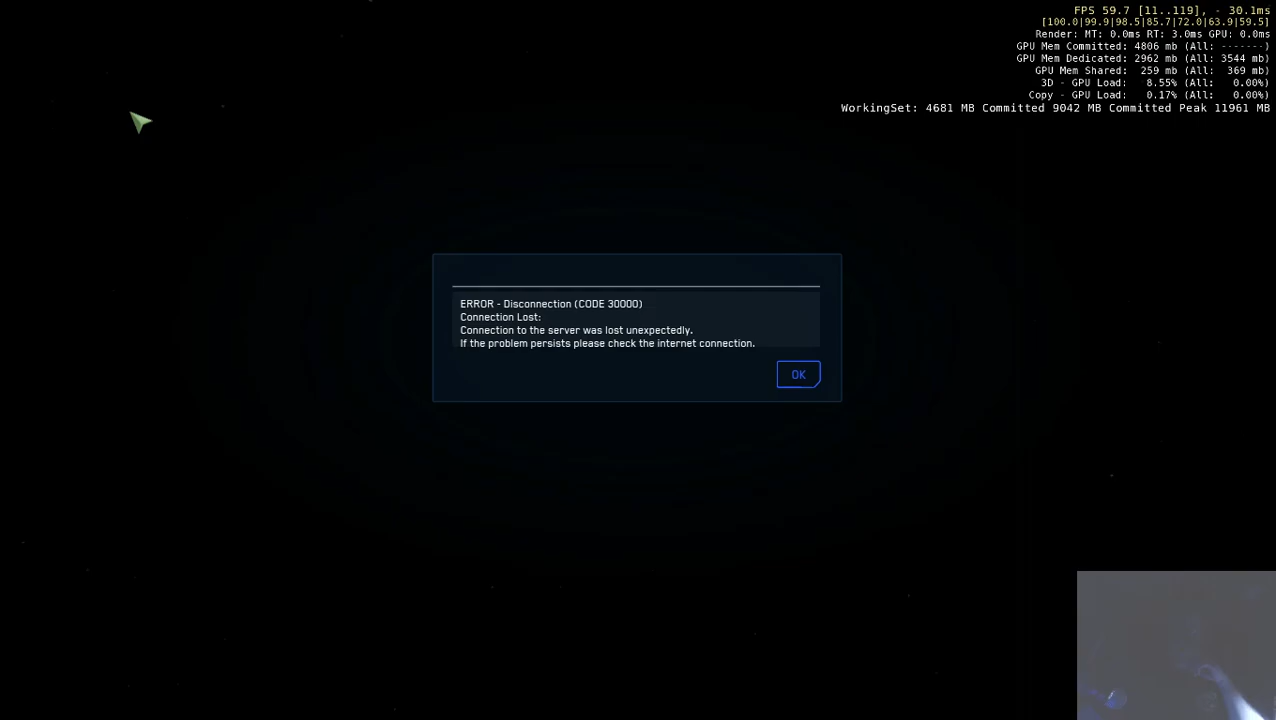 FPS 59.7 [11..119], - 30.1ms
[100.0|99.9|98.5|85.7|72.0|63.9|59.5]
Render: MT: 0.0ms RT: 3.0ms GPU: 0.0ms
GPU Mem Committed: 4806 mb (All: -------)
GPU Mem Dedicated: 2962 mb (All: 3544 mb)
GPU Mem Shared: 259 mb (All: 369 mb)
3D - GPU Load: 8.55% (All: 0.00%)
Copy - GPU Load: 0.17% (All: 0.00%)
WorkingSet: 4681 MB Committed 9042 MB Committed Peak 11961 MB
ERROR - Disconnection (CODE 30000)
Connection Lost:
Connection to the server was lost unexpectedly.
If the problem persists please check the internet connection.
OK